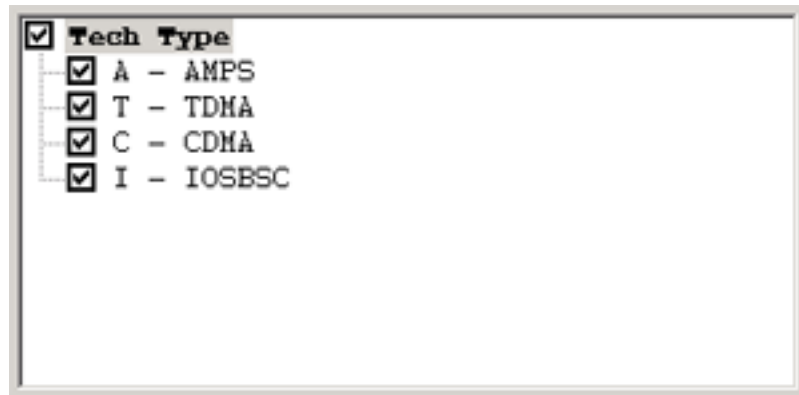 Tech Type
A - AMPS
T - TDMA
C - CDMA
I - IOSBSC